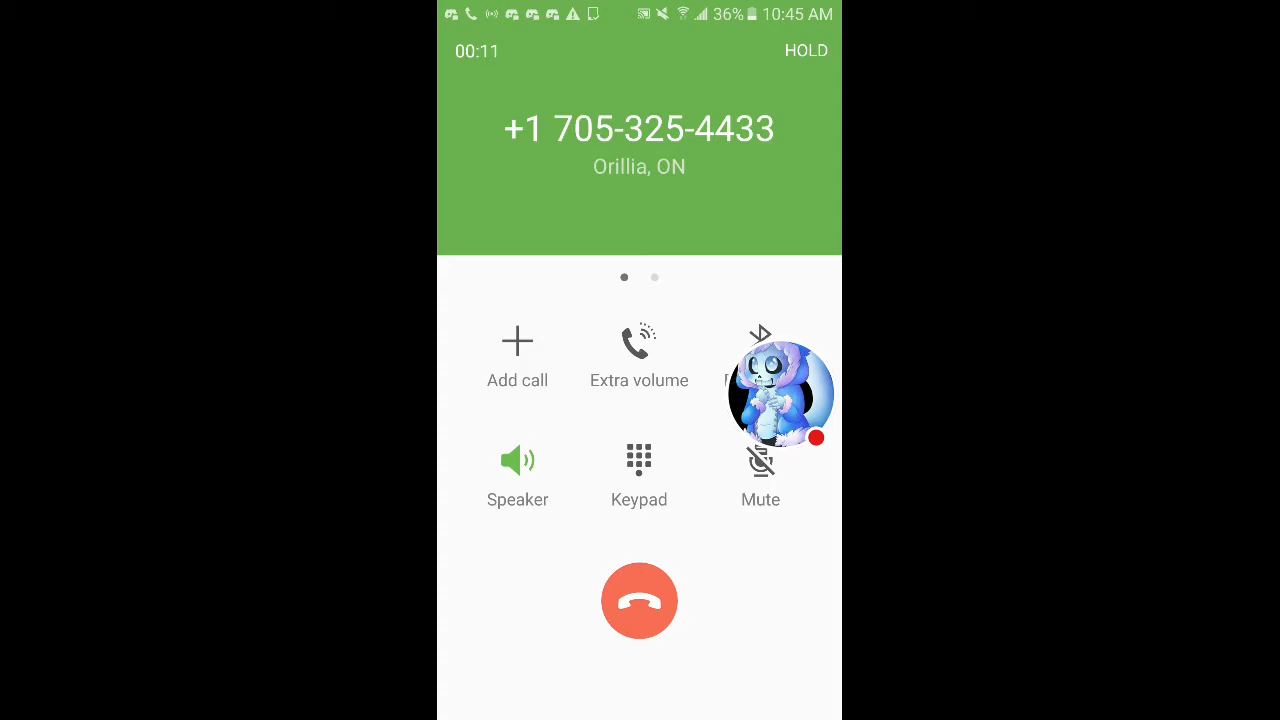 36% 10:45 AM
00:11 HOLD
+1 705-325-4433
Orillia, ON
Add call
Extra volume
Speaker
Keypad
Mute